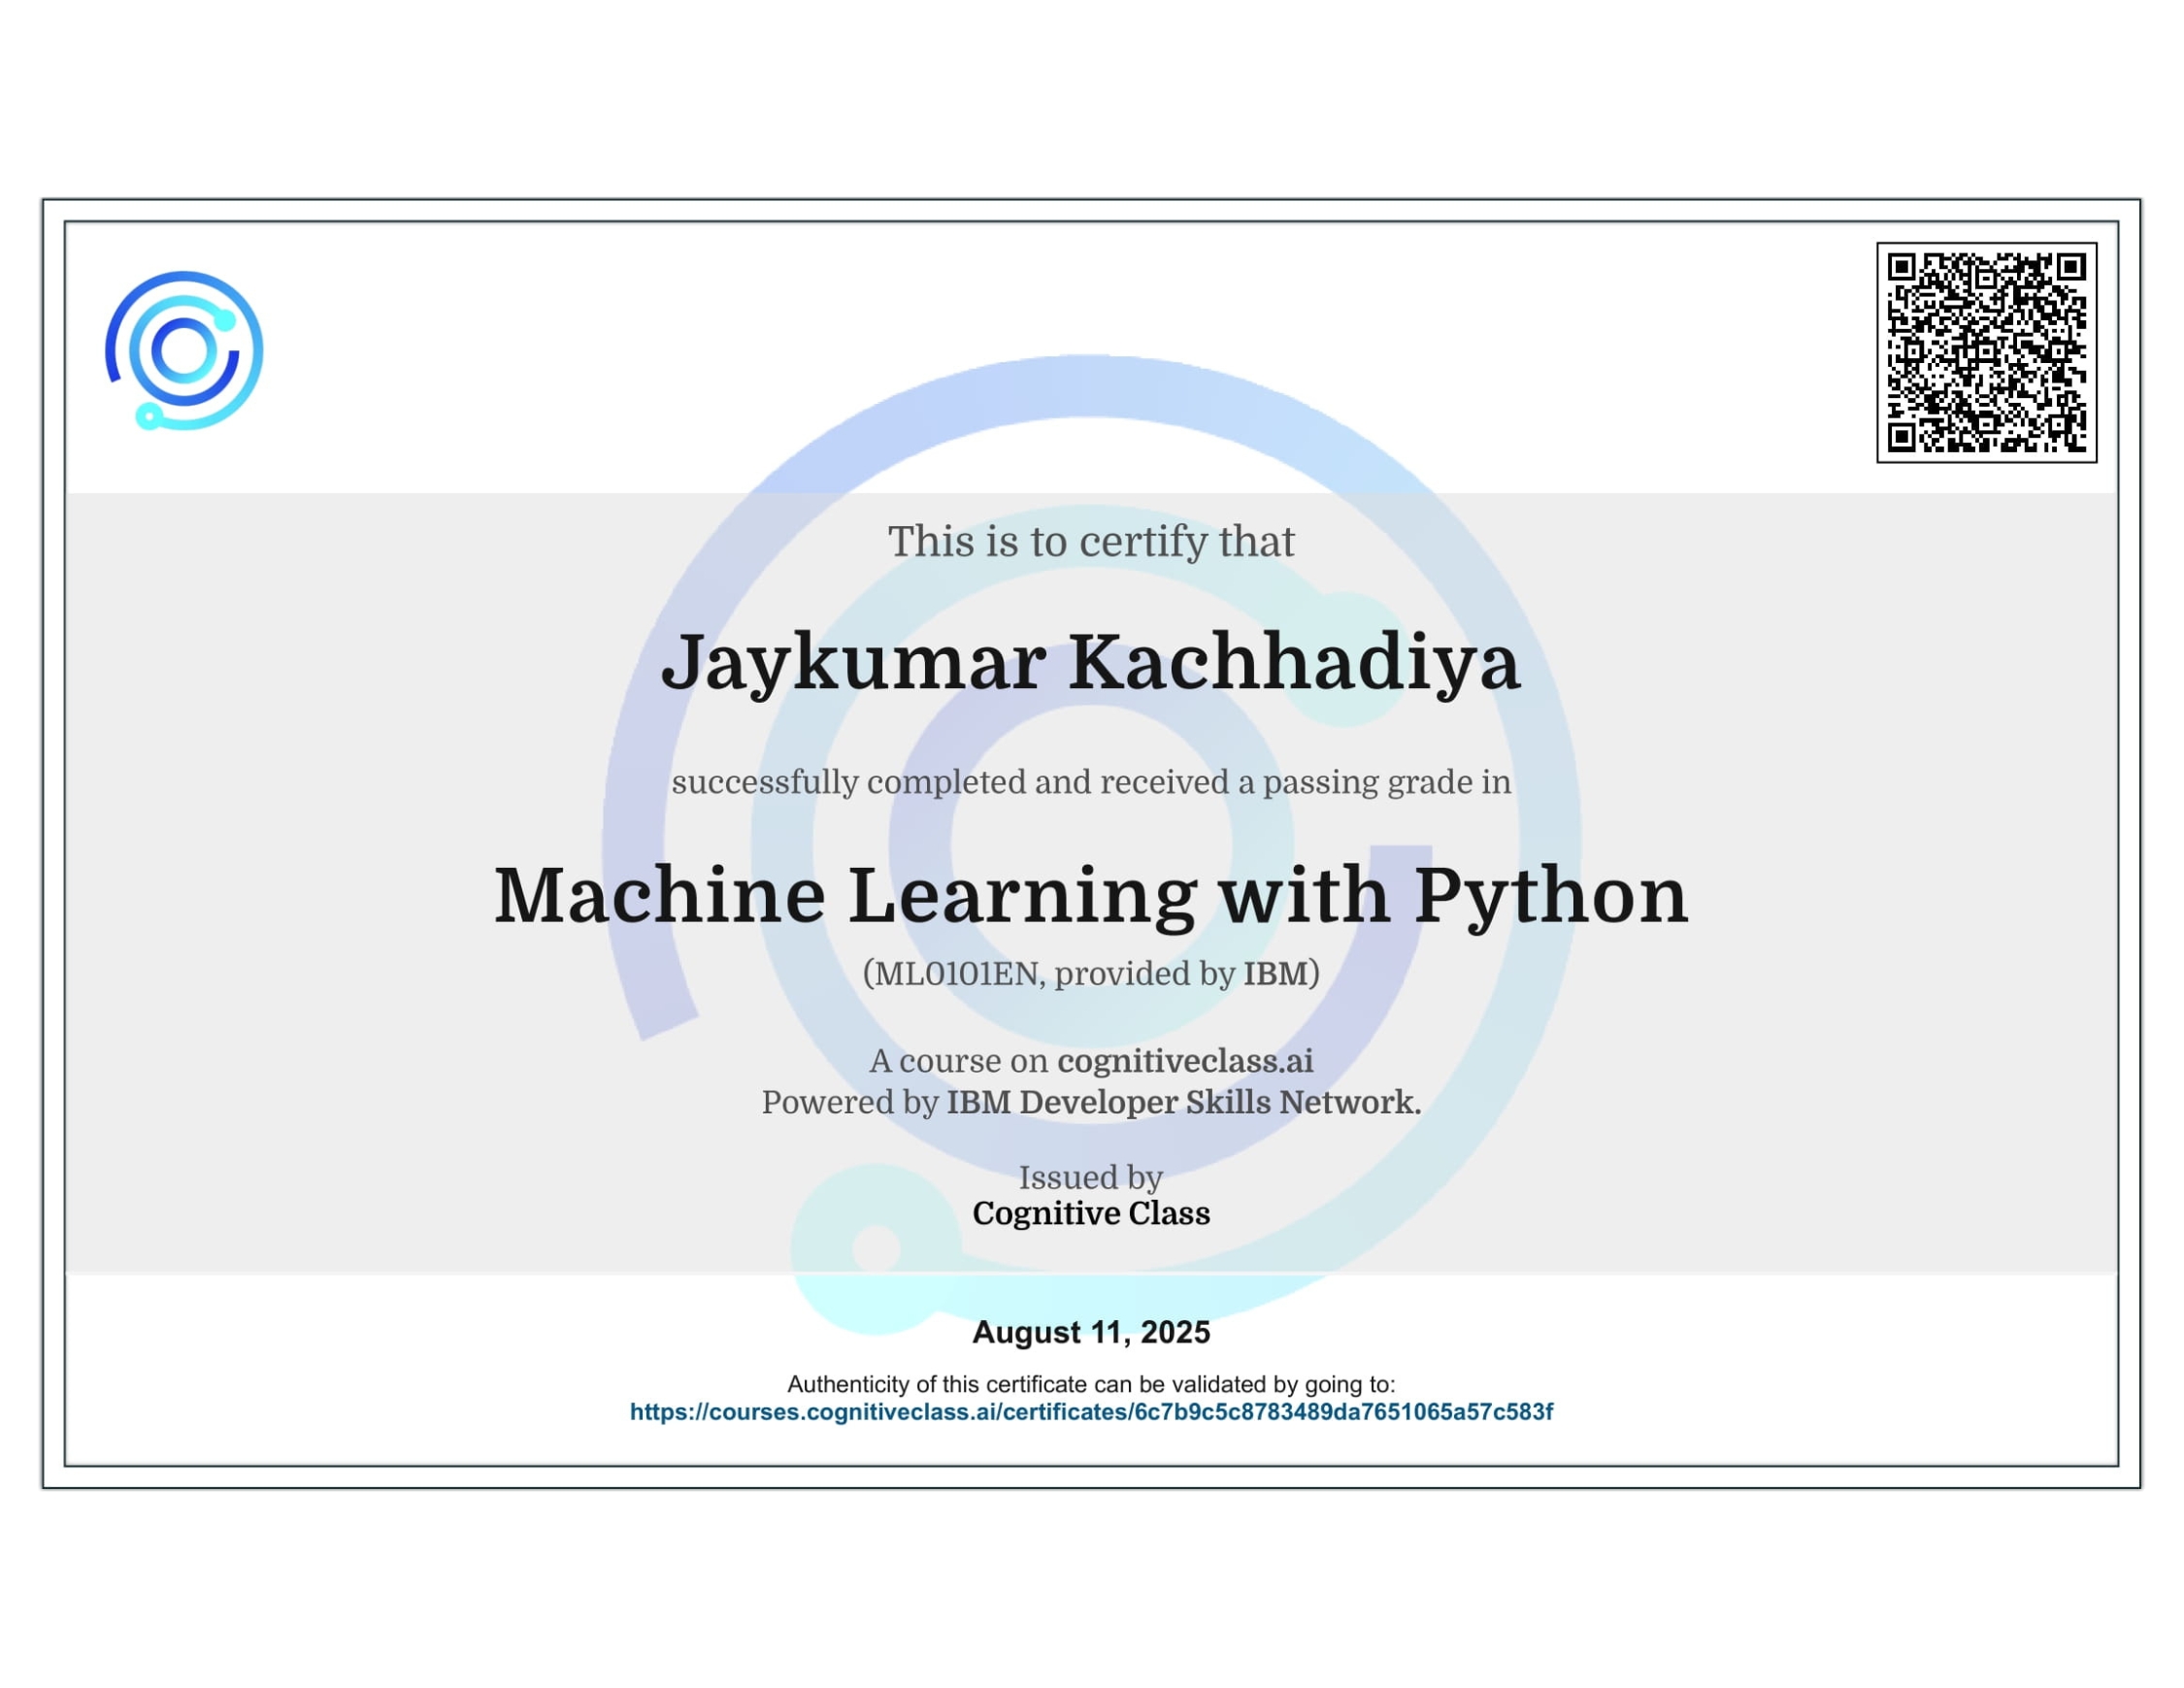 This is to certify that
Jaykumar Kachhadiya
successfully completed and received a passing grade in
Machine Learning with Python
(ML0101EN, provided by IBM)
A course on cognitiveclass.ai
Powered by IBM Developer Skills Network.
Issued by
Cognitive Class
August 11, 2025
Authenticity of this certificate can be validated by going to:
https://courses.cognitiveclass.ai/certificates/6c7b9c5c8783489da7651065a57c583f